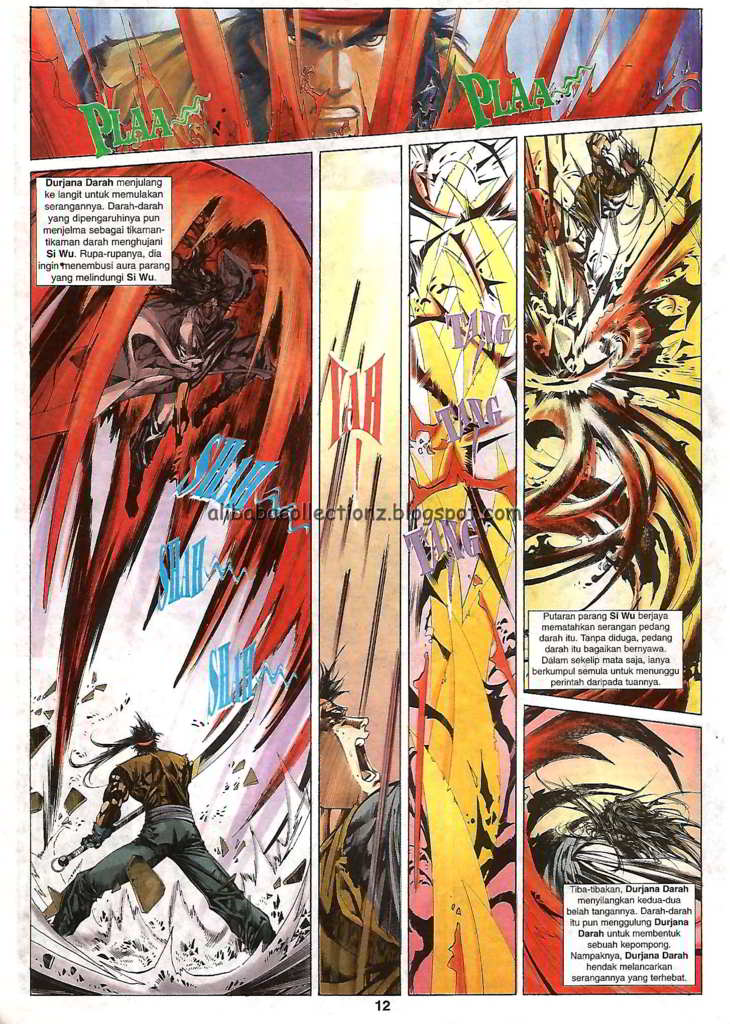 PLAA
PLAA
Durjana Darah menjulang
ke langit untuk memulakan
serangannya. Darah-darah
yang dipengaruhinya pun
menjelma sebagai tikaman-
tikaman darah menghujani
Si Wu. Rupa-rupanya, dia
ingin menembusi aura parang
yang melindungi Si Wu.
SHAH
SHAH
SHAH
YAH
TANG
TANG
TANG
alibabacollectionz.blogspot.com
Putaran parang Si Wu berjaya
mematahkan serangan pedang
darah itu. Tanpa diduga, pedang
darah itu bagaikan bernyawa.
Dalam sekelip mata saja, ianya
berkumpul semula untuk menunggu
perintah daripada tuannya.
Tiba-tibakan, Durjana Darah
menyilangkan kedua-dua
belah tangannya. Darah-darah
itu pun menggulung Durjana
Darah untuk membentuk
sebuah kepompong.
Nampaknya, Durjana Darah
hendak melancarkan
serangannya yang terhebat.
12